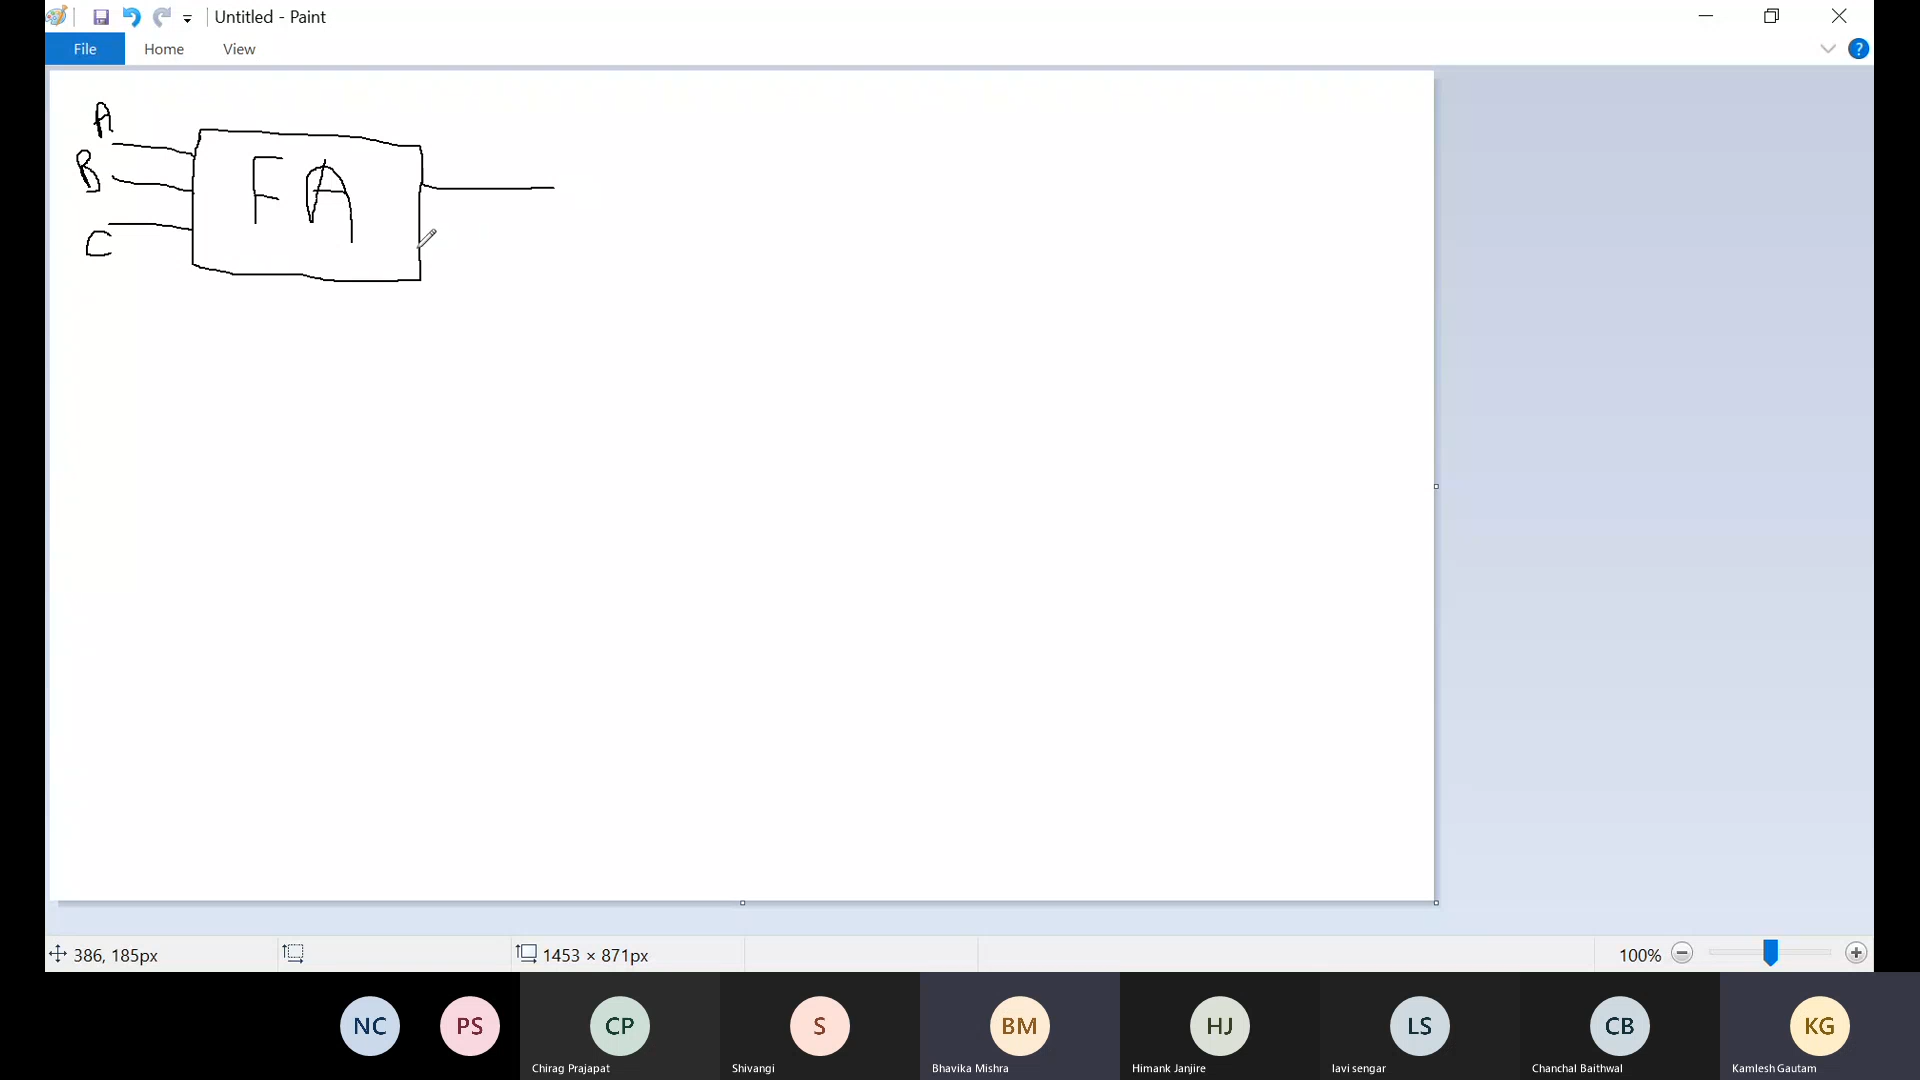 Untitled - Paint
File Home View ?
A
B
C
FA
386, 185px
1453 × 871px
100%
NC PS CP S BM HJ LS CB KG
Chirag Prajapat Shivangi Bhavika Mishra Himank Janjire lavi sengar Chanchal Baithwal Kamlesh Gautam